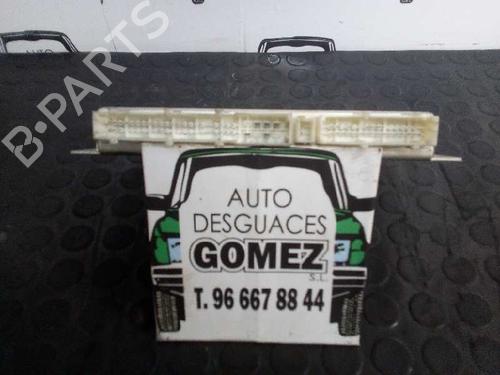 B-PARTS
AUTO
DESGUACES
GOMEZ
S.L.
T. 96 667 88 44